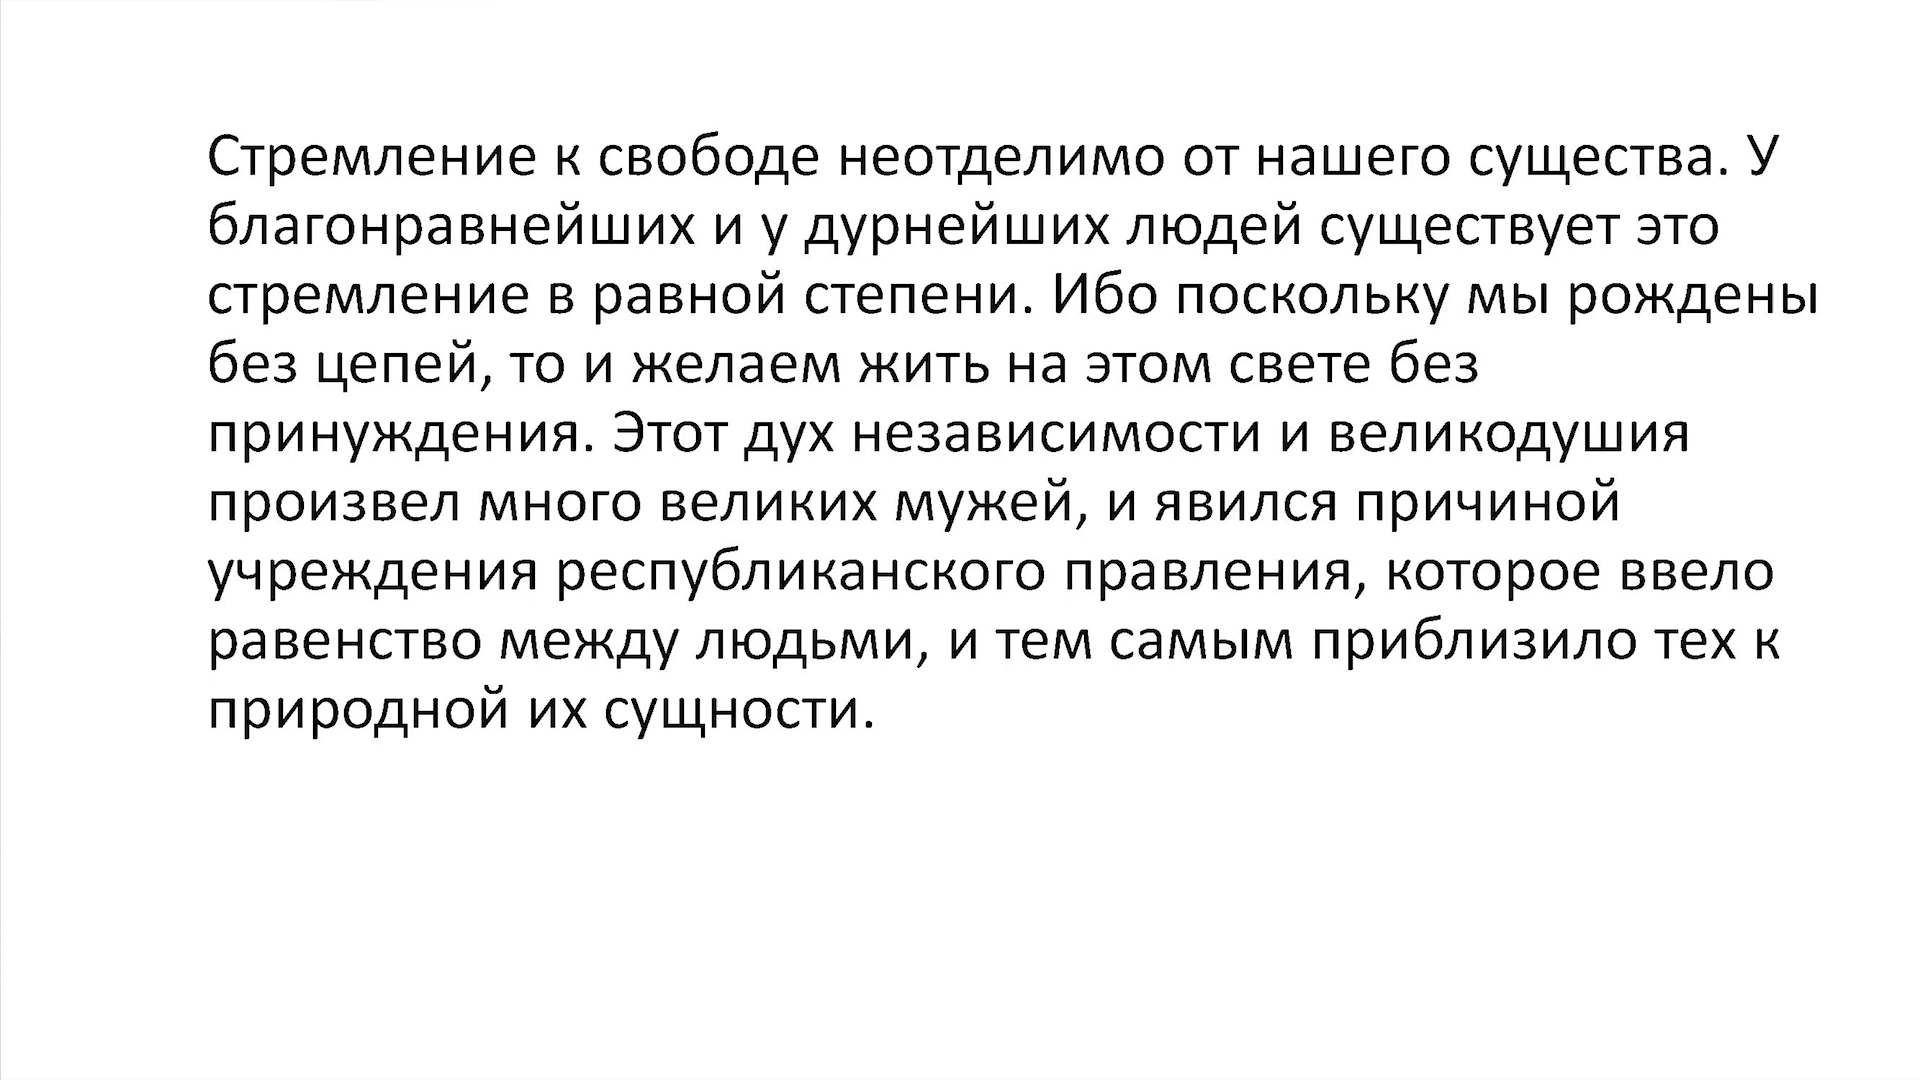 Стремление к свободе неотделимо от нашего существа. У
благонравнейших и у дурнейших людей существует это
стремление в равной степени. Ибо поскольку мы рождены
без цепей, то и желаем жить на этом свете без
принуждения. Этот дух независимости и великодушия
произвел много великих мужей, и явился причиной
учреждения республиканского правления, которое ввело
равенство между людьми, и тем самым приблизило тех к
природной их сущности.